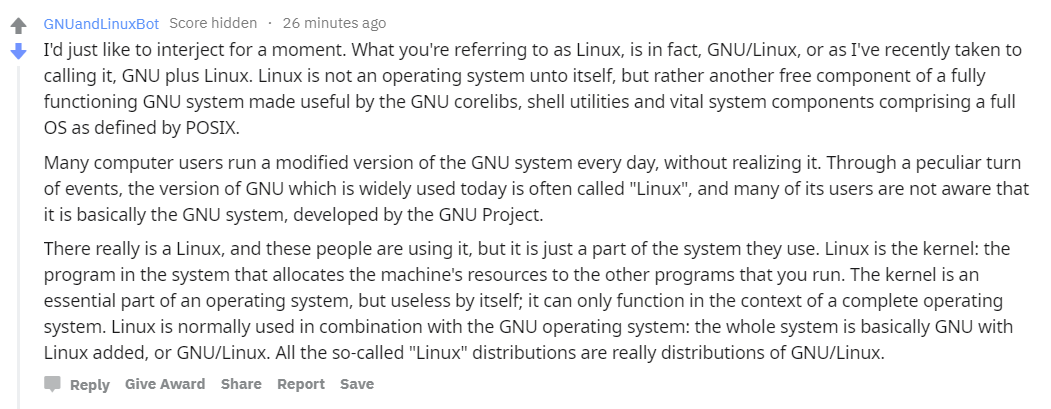 GNUandLinuxBot Score hidden · 26 minutes ago
I'd just like to interject for a moment. What you're referring to as Linux, is in fact, GNU/Linux, or as I've recently taken to
calling it, GNU plus Linux. Linux is not an operating system unto itself, but rather another free component of a fully
functioning GNU system made useful by the GNU corelibs, shell utilities and vital system components comprising a full
OS as defined by POSIX.
Many computer users run a modified version of the GNU system every day, without realizing it. Through a peculiar turn
of events, the version of GNU which is widely used today is often called "Linux", and many of its users are not aware that
it is basically the GNU system, developed by the GNU Project.
There really is a Linux, and these people are using it, but it is just a part of the system they use. Linux is the kernel: the
program in the system that allocates the machine's resources to the other programs that you run. The kernel is an
essential part of an operating system, but useless by itself; it can only function in the context of a complete operating
system. Linux is normally used in combination with the GNU operating system: the whole system is basically GNU with
Linux added, or GNU/Linux. All the so-called "Linux" distributions are really distributions of GNU/Linux.
Reply Give Award Share Report Save